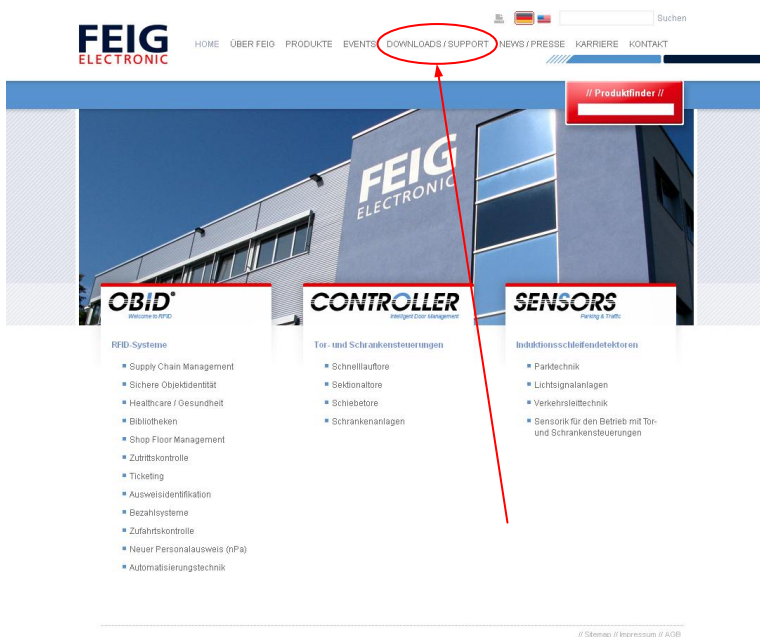 Suchen
FEIG
ELECTRONIC
HOME ÜBER FEIG PRODUKTE EVENTS DOWNLOADS / SUPPORT NEWS / PRESSE KARRIERE KONTAKT
// Produktfinder //
FEIG
ELECTRONIC
OBID®
Welcome to RFID
RFID-Systeme
Supply Chain Management
Sichere Objektidentität
Healthcare / Gesundheit
Bibliotheken
Shop Floor Management
Zutrittskontrolle
Ticketing
Ausweisidentifikation
Bezahlsysteme
Zufahrtskontrolle
Neuer Personalausweis (nPa)
Automatisierungstechnik
CONTROLLER
Intelligent Door Management
Tor- und Schrankensteuerungen
Schnelllauftore
Sektionaltore
Schiebetore
Schrankenanlagen
SENSORS
Parking & Traffic
Induktionsschleifendetektoren
Parktechnik
Lichtsignalanlagen
Verkehrsleittechnik
Sensorik für den Betrieb mit Tor-
und Schrankensteuerungen
// Sitemap // Impressum // AGB